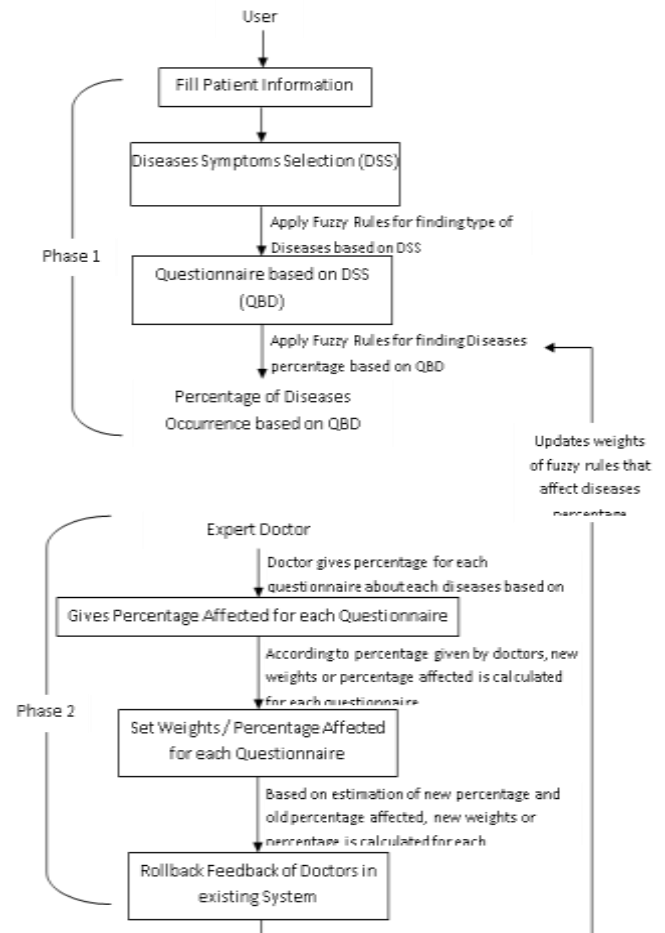 User
Fill Patient Information
Diseases Symptoms Selection (DSS)
Apply Fuzzy Rules for finding type of
Diseases based on DSS
Phase 1
Questionnaire based on DSS
(QBD)
Apply Fuzzy Rules for finding Diseases
percentage based on QBD
Percentage of Diseases
Occurrence based on QBD
Updates weights
of fuzzy rules that
affect diseases
percentage
Expert Doctor
Doctor gives percentage for each
questionnaire about each diseases based on
Gives Percentage Affected for each Questionnaire
According to percentage given by doctors, new
weights or percentage affected is calculated
for each questionnaire
Phase 2
Set Weights / Percentage Affected
for each Questionnaire
Based on estimation of new percentage and
old percentage affected, new weights or
percentage is calculated for each
Rollback Feedback of Doctors in
existing System